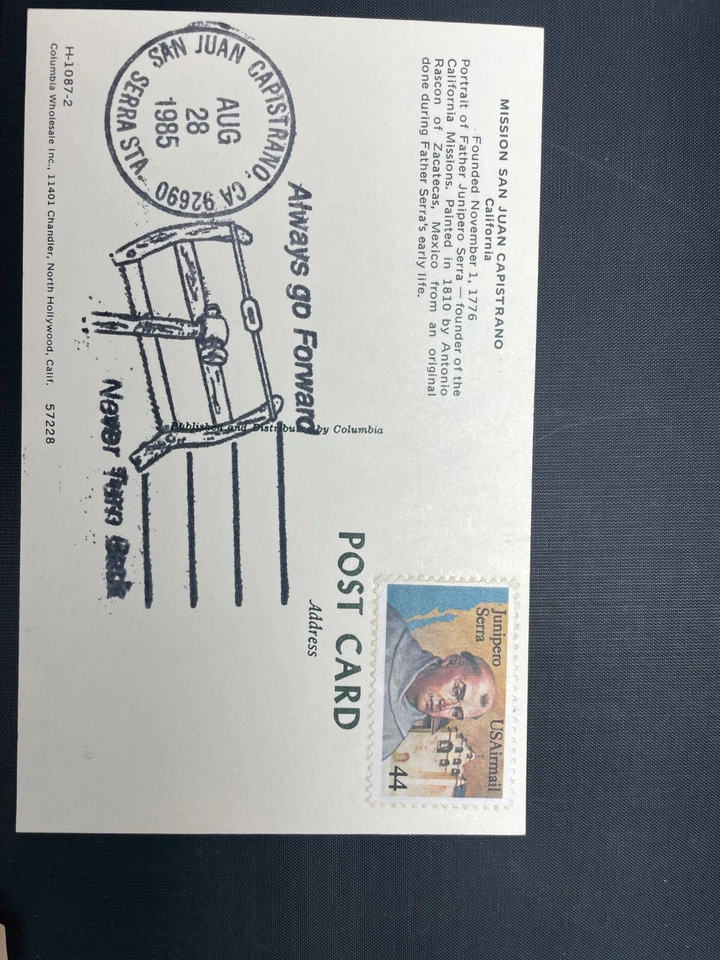 MISSION SAN JUAN CAPISTRANO
California
Founded November 1, 1776
Portrait of Father Junipero Serra — founder of the
California Missions. Painted in 1810 by Antonio
Rascon of Zacatecas, Mexico from an original
done during Father Serra's early life.
Junipero
Serra
USAirmail
44
POST CARD
Address
Published and Distributed by Columbia
SAN JUAN CAPISTRANO, CA 92690
AUG
28
1985
SERRA STA.
Always go Forward
Never Turn Back
H-1087-2
Columbia Wholesale Inc., 11401 Chandler, North Hollywood, Calif. 57228